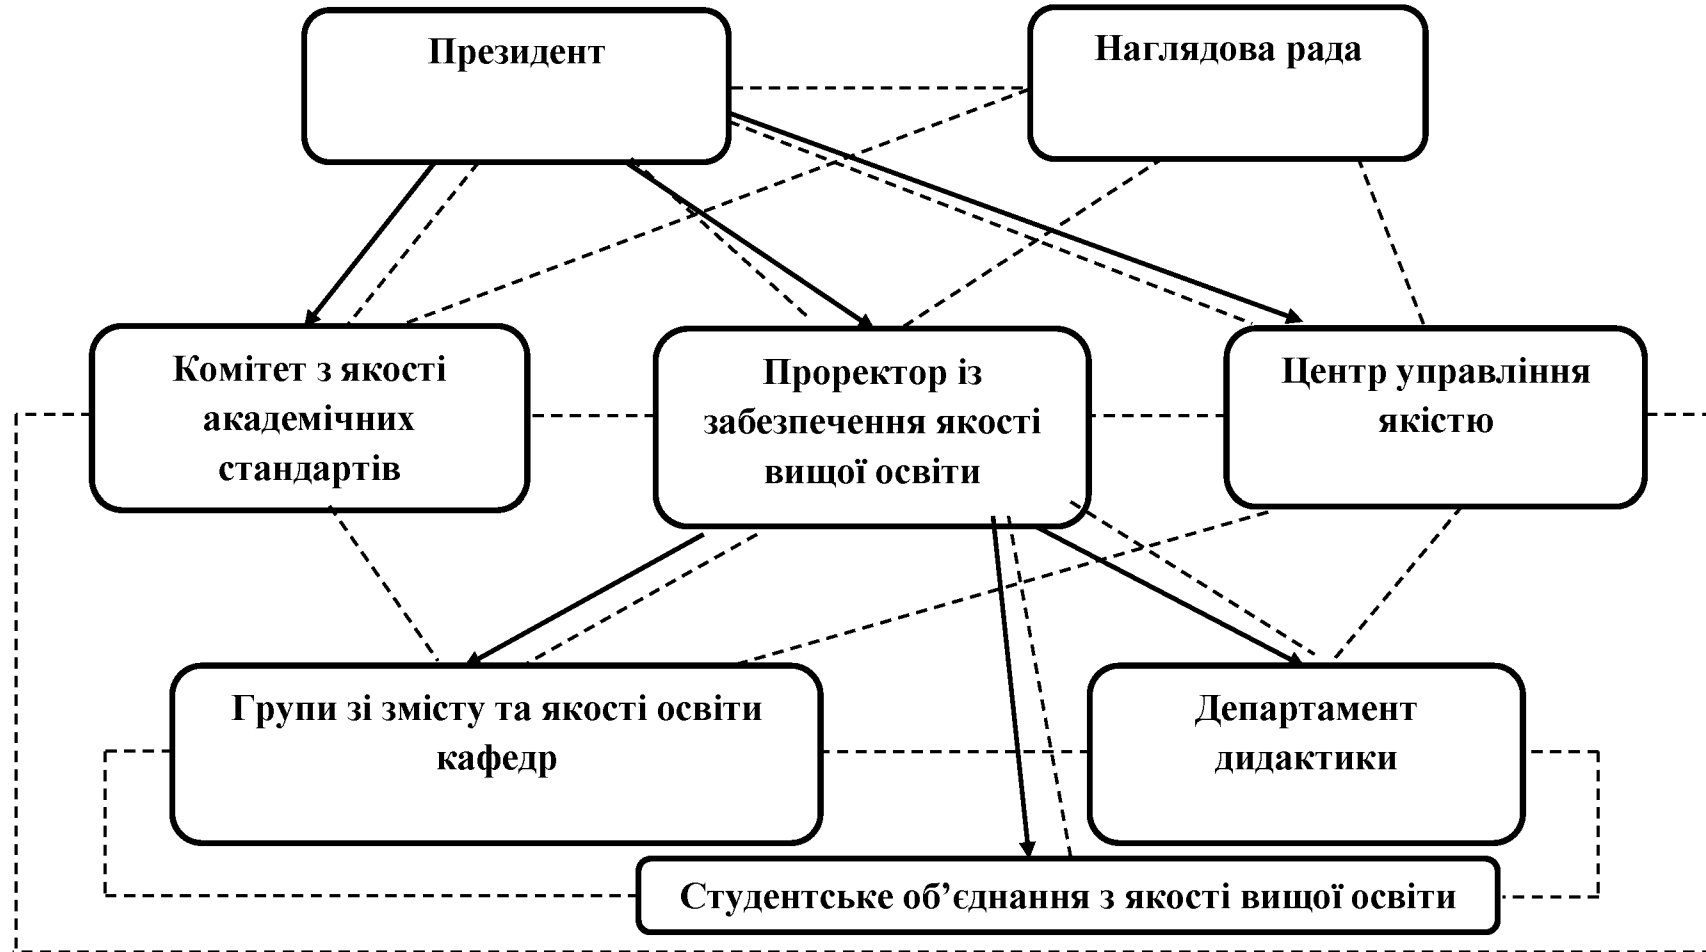 Президент
Наглядова рада
Комітет з якості
академічних
стандартів
Проректор із
забезпечення якості
вищої освіти
Центр управління
якістю
Групи зі змісту та якості освіти
кафедр
Департамент
дидактики
Студентське об’єднання з якості вищої освіти